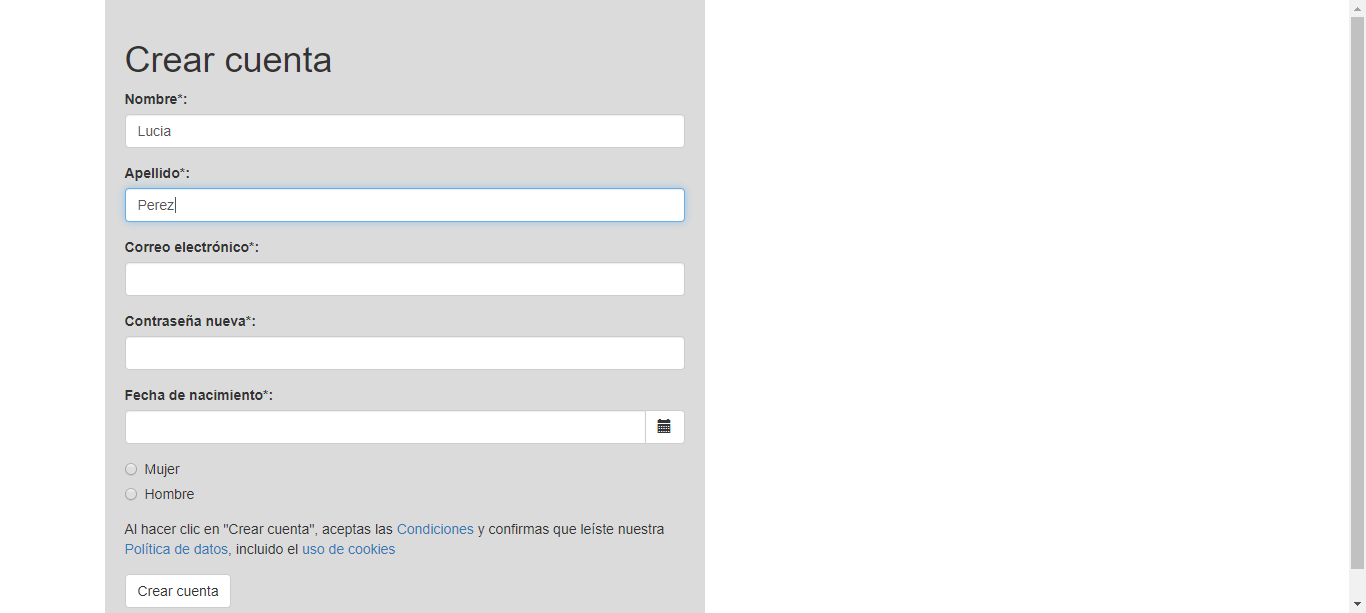 Crear cuenta
Nombre*:
Lucia
Apellido*:
Perez
Correo electrónico*:
Contraseña nueva*:
Fecha de nacimiento*:
Mujer
Hombre
Al hacer clic en "Crear cuenta", aceptas las Condiciones y confirmas que leíste nuestra
Política de datos, incluido el uso de cookies
Crear cuenta